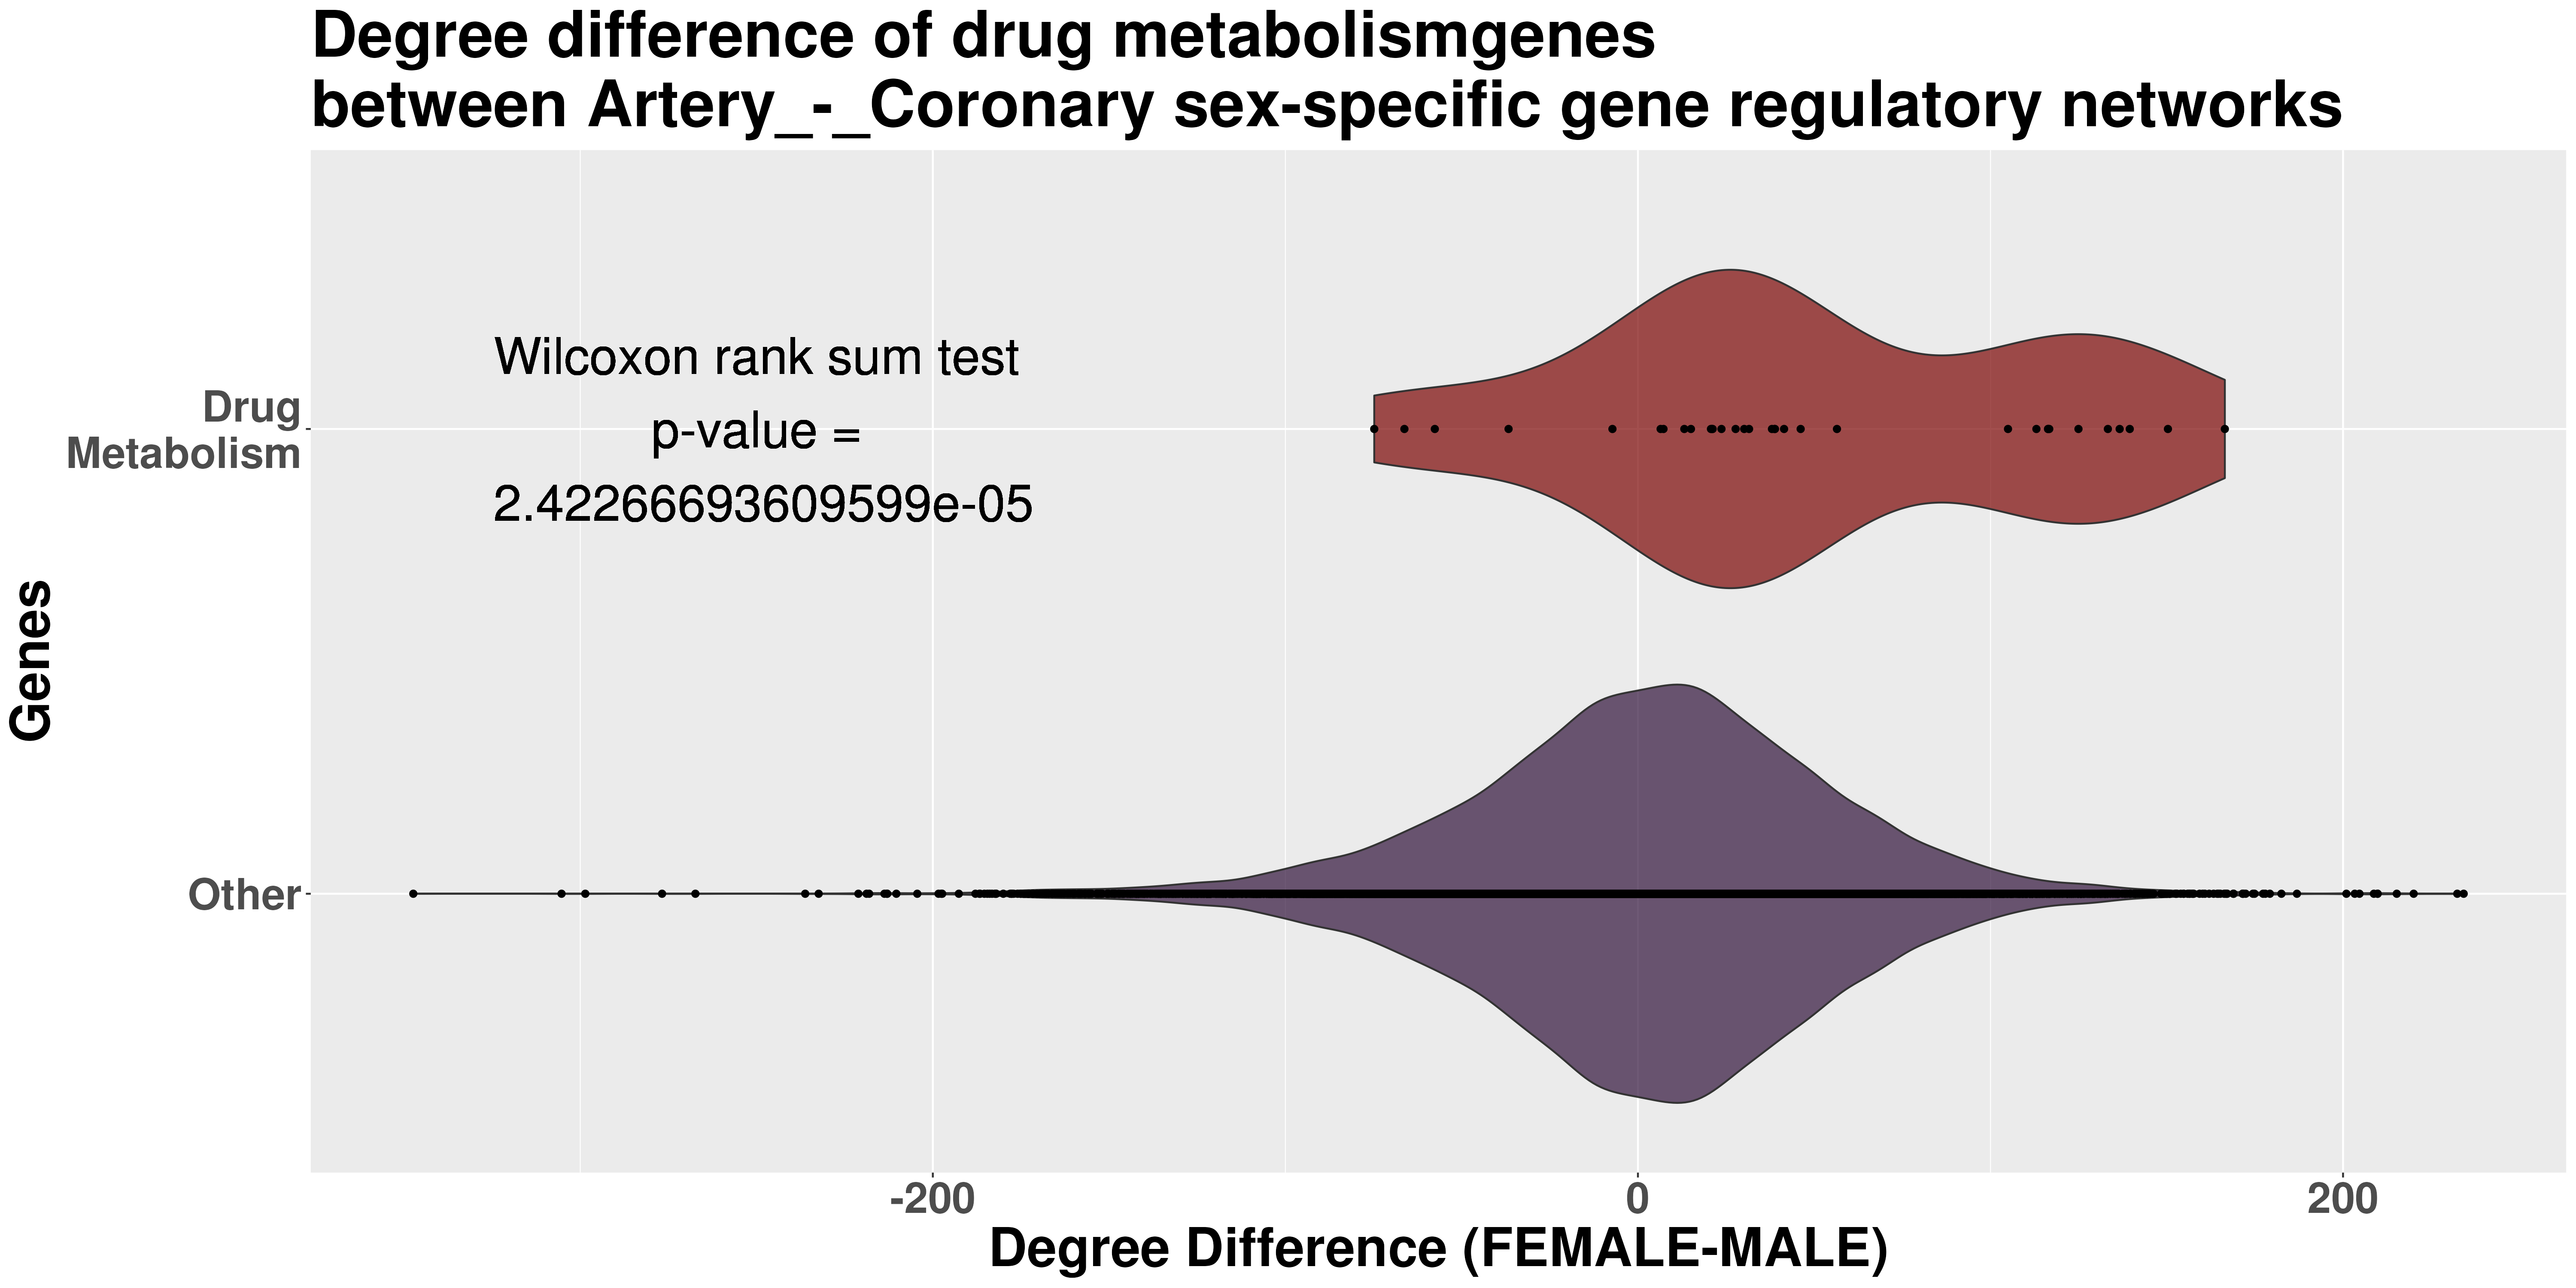 Degree difference of drug metabolismgenes
between Artery_-_Coronary sex-specific gene regulatory networks
Wilcoxon rank sum test
p-value =
2.42266693609599e-05
Drug
Metabolism
Other
Genes
-200
0
200
Degree Difference (FEMALE-MALE)